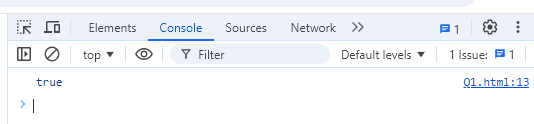 Elements Console Sources Network 1
top Filter Default levels 1 Issue: 1
true Q1.html:13